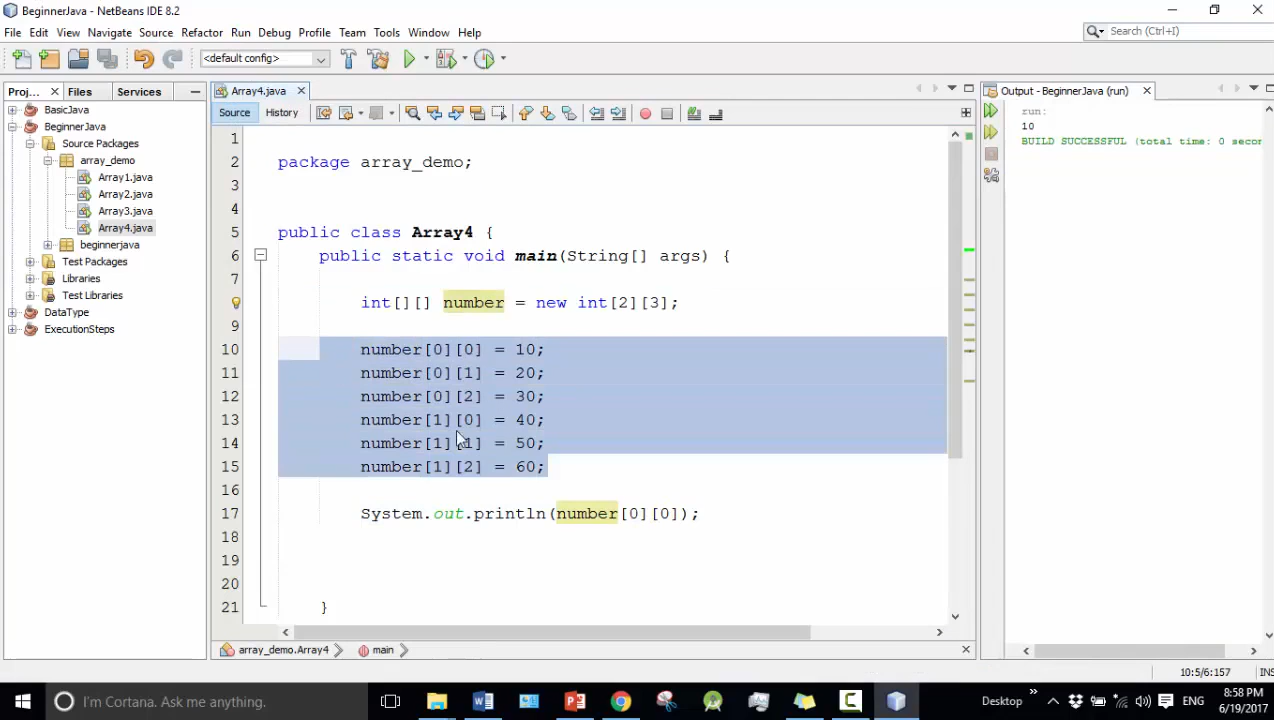 BeginnerJava - NetBeans IDE 8.2
File Edit View Navigate Source Refactor Run Debug Profile Team Tools Window Help
Search (Ctrl+I)
<default config>
Proj... Files Services
Array4.java
Output - BeginnerJava (run)
Source History
BasicJava
BeginnerJava
Source Packages
array_demo
Array1.java
Array2.java
Array3.java
Array4.java
beginnerjava
Test Packages
Libraries
Test Libraries
DataType
ExecutionSteps
1
2 package array_demo;
3
4
5 public class Array4 {
6 public static void main(String[] args) {
7
int[][] number = new int[2][3];
9
10 number[0][0] = 10;
11 number[0][1] = 20;
12 number[0][2] = 30;
13 number[1][0] = 40;
14 number[1][1] = 50;
15 number[1][2] = 60;
16
17 System.out.println(number[0][0]);
18
19
20
21 }
run:
10
BUILD SUCCESSFUL (total time: 0 secon
array_demo.Array4 main
10:5/6:157 INS
I'm Cortana. Ask me anything.
Desktop ENG
8:58 PM
6/19/2017